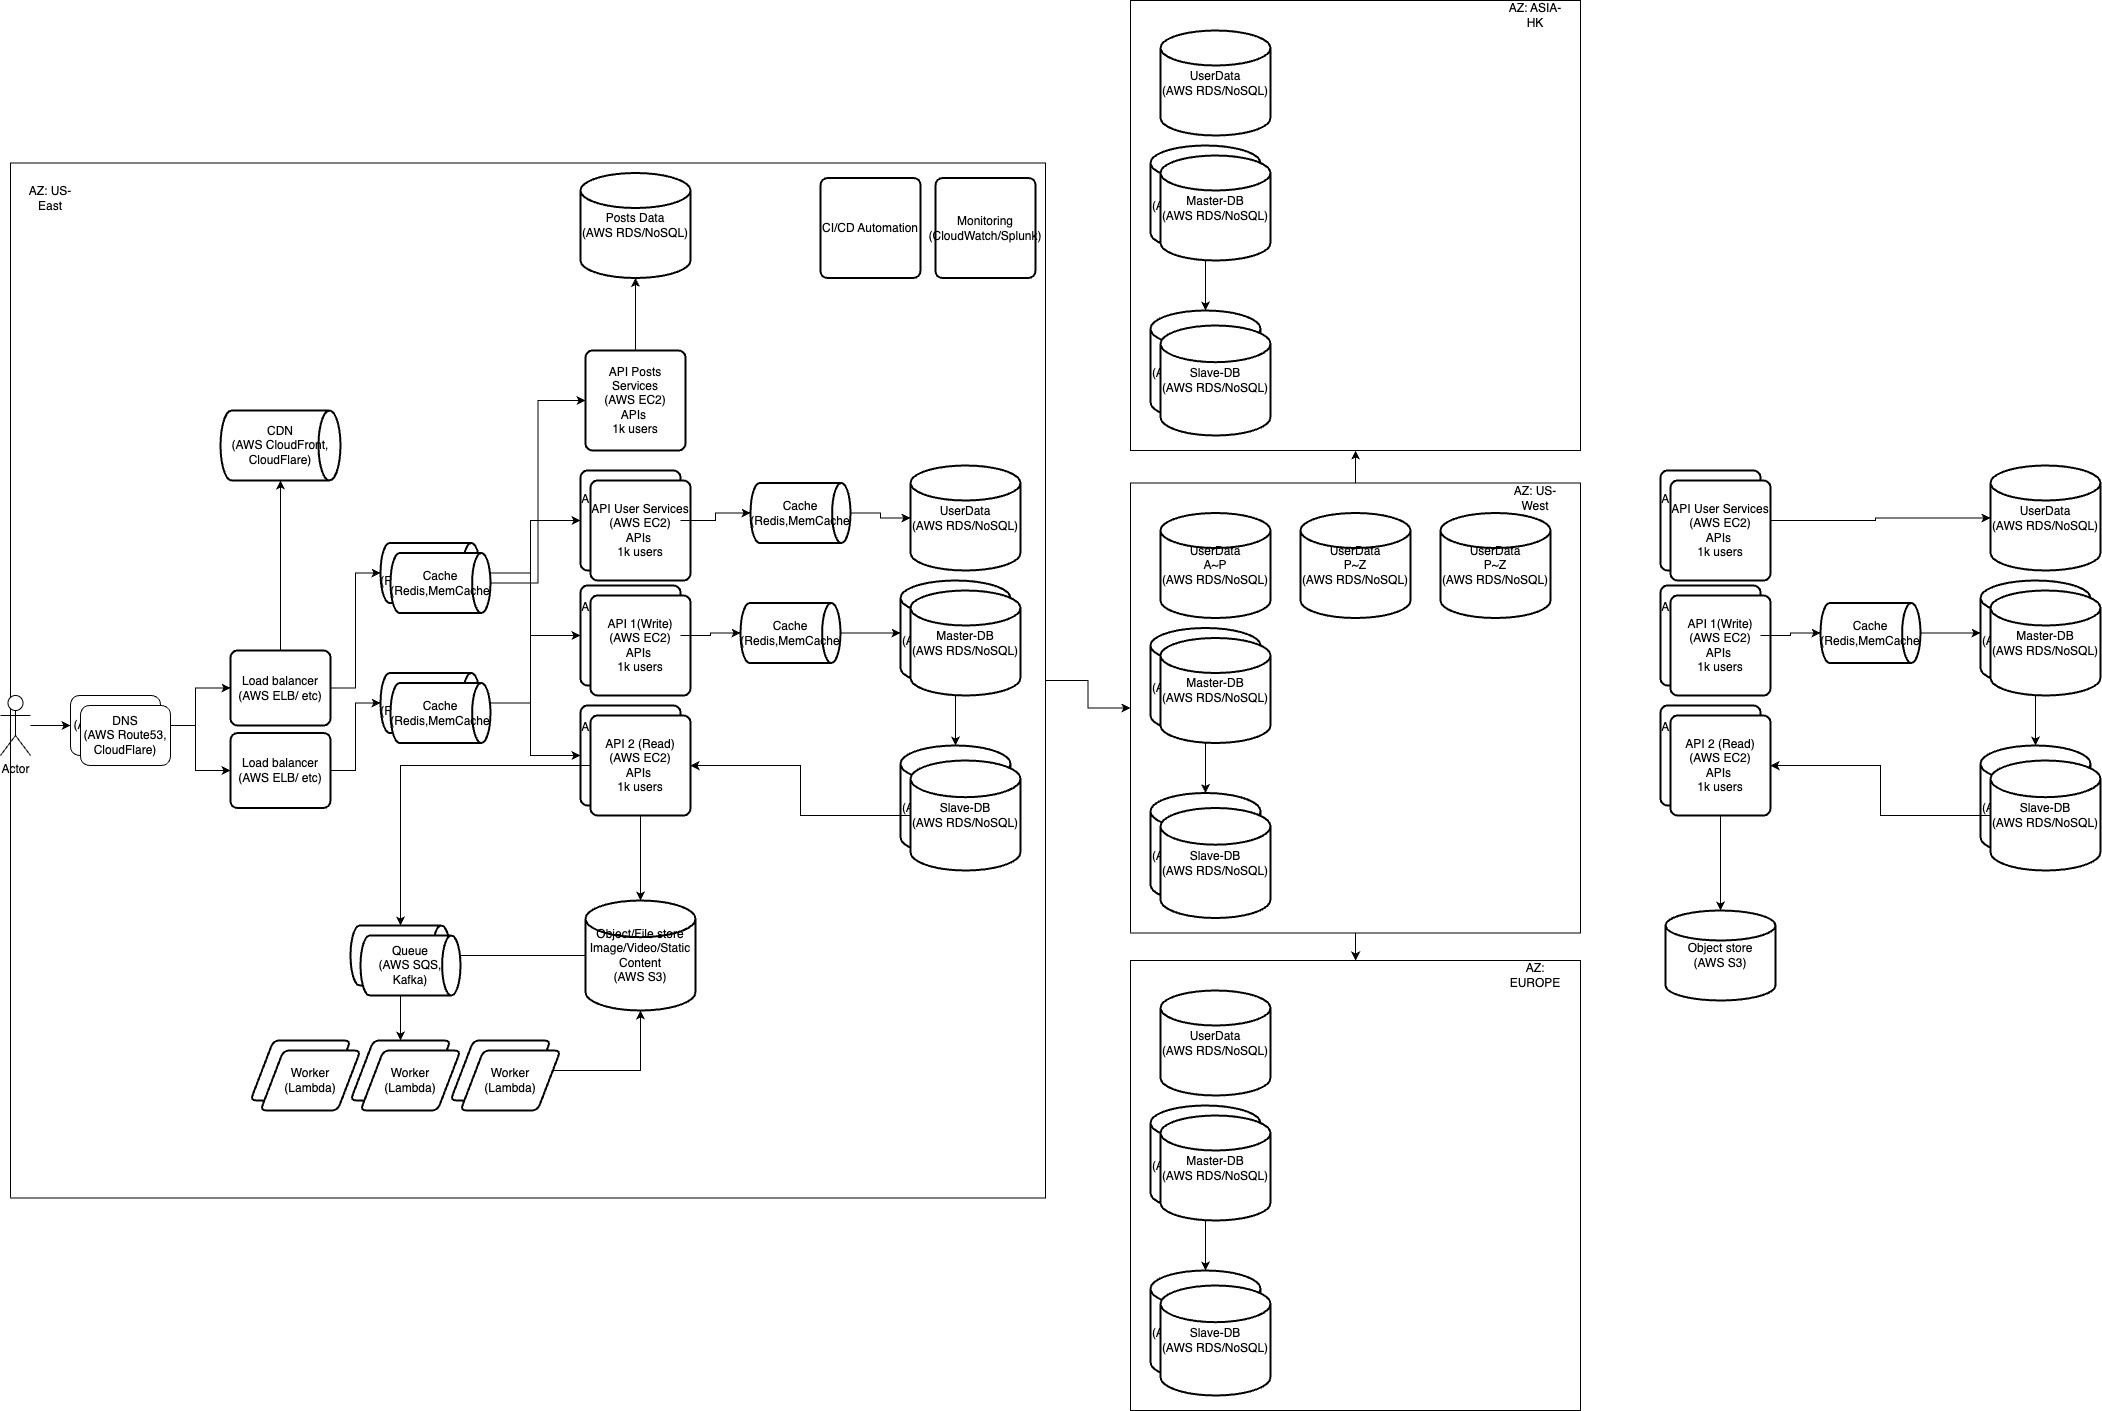 AZ: US-
East
Posts Data
(AWS RDS/NoSQL)
CI/CD Automation
Monitoring
(CloudWatch/Splunk)
API Posts
Services
(AWS EC2)
APIs
1k users
CDN
(AWS CloudFront,
CloudFlare)
A
API User Services
(AWS EC2)
APIs
1k users
Cache
(Redis,MemCache
UserData
(AWS RDS/NoSQL)
(F
Cache
(Redis,MemCache
A
API 1(Write)
(AWS EC2)
APIs
1k users
Cache
(Redis,MemCache
(A
Master-DB
(AWS RDS/NoSQL)
Load balancer
(AWS ELB/ etc)
(F
Cache
(Redis,MemCache
Actor
(A
DNS
(AWS Route53,
CloudFlare)
Load balancer
(AWS ELB/ etc)
A
API 2 (Read)
(AWS EC2)
APIs
1k users
(A
Slave-DB
(AWS RDS/NoSQL)
Queue
(AWS SQS,
Kafka)
Object/File store
Image/Video/Static
Content
(AWS S3)
Worker
(Lambda)
Worker
(Lambda)
Worker
(Lambda)
AZ: ASIA-
HK
UserData
(AWS RDS/NoSQL)
(A
Master-DB
(AWS RDS/NoSQL)
(A
Slave-DB
(AWS RDS/NoSQL)
AZ: US-
West
UserData
A~P
(AWS RDS/NoSQL)
UserData
P~Z
(AWS RDS/NoSQL)
UserData
P~Z
(AWS RDS/NoSQL)
(A
Master-DB
(AWS RDS/NoSQL)
(A
Slave-DB
(AWS RDS/NoSQL)
AZ:
EUROPE
UserData
(AWS RDS/NoSQL)
(A
Master-DB
(AWS RDS/NoSQL)
(A
Slave-DB
(AWS RDS/NoSQL)
A
API User Services
(AWS EC2)
APIs
1k users
UserData
(AWS RDS/NoSQL)
A
API 1(Write)
(AWS EC2)
APIs
1k users
Cache
(Redis,MemCache
(A
Master-DB
(AWS RDS/NoSQL)
A
API 2 (Read)
(AWS EC2)
APIs
1k users
(A
Slave-DB
(AWS RDS/NoSQL)
Object store
(AWS S3)